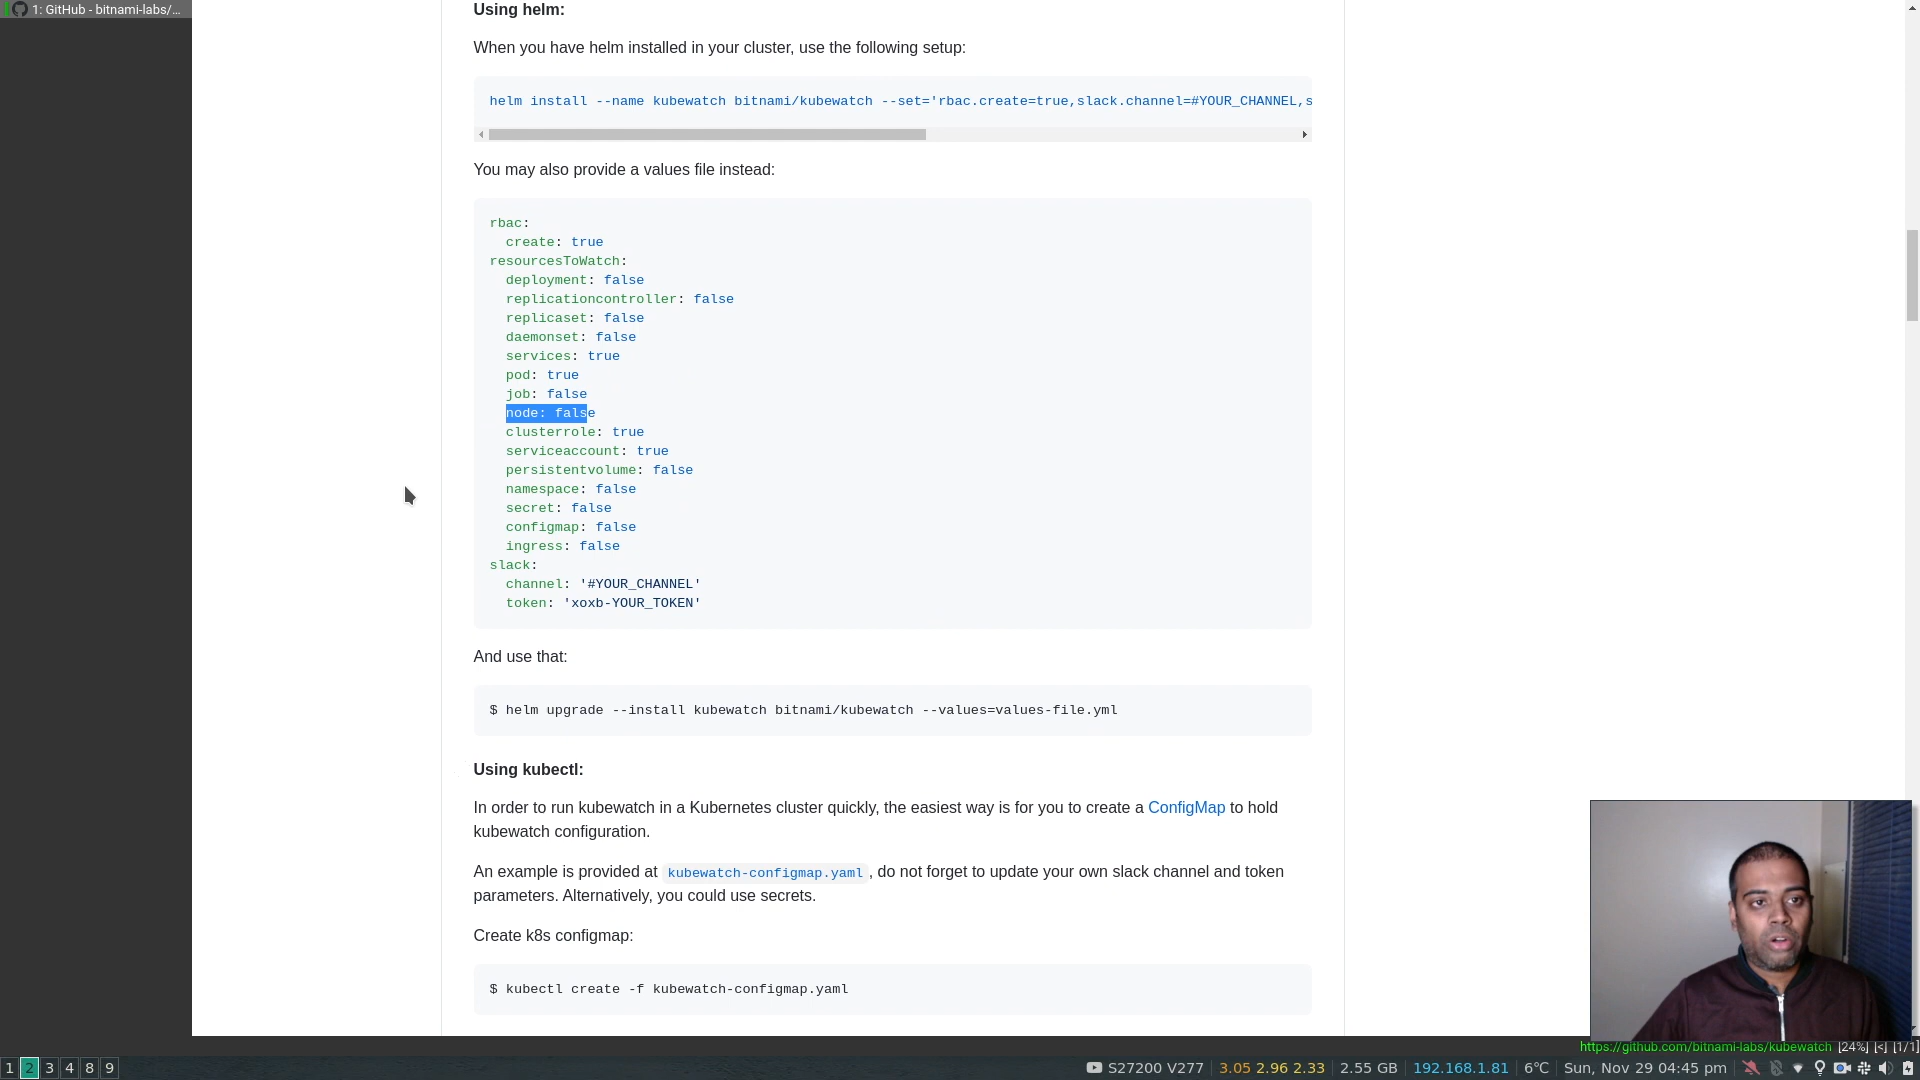 1: GitHub - bitnami-labs/...
Using helm:
When you have helm installed in your cluster, use the following setup:
helm install --name kubewatch bitnami/kubewatch --set='rbac.create=true,slack.channel=#YOUR_CHANNEL,s
You may also provide a values file instead:
rbac:
create: true
resourcesToWatch:
deployment: false
replicationcontroller: false
replicaset: false
daemonset: false
services: true
pod: true
job: false
node: false
clusterrole: true
serviceaccount: true
persistentvolume: false
namespace: false
secret: false
configmap: false
ingress: false
slack:
channel: '#YOUR_CHANNEL'
token: 'xoxb-YOUR_TOKEN'
And use that:
$ helm upgrade --install kubewatch bitnami/kubewatch --values=values-file.yml
Using kubectl:
In order to run kubewatch in a Kubernetes cluster quickly, the easiest way is for you to create a ConfigMap to hold
kubewatch configuration.
An example is provided at kubewatch-configmap.yaml, do not forget to update your own slack channel and token
parameters. Alternatively, you could use secrets.
Create k8s configmap:
$ kubectl create -f kubewatch-configmap.yaml
https://github.com/bitnami-labs/kubewatch [24%] [<] [1/1]
1 2 3 4 8 9 S27200 V277 3.05 2.96 2.33 2.55 GB 192.168.1.81 6℃ Sun, Nov 29 04:45 pm